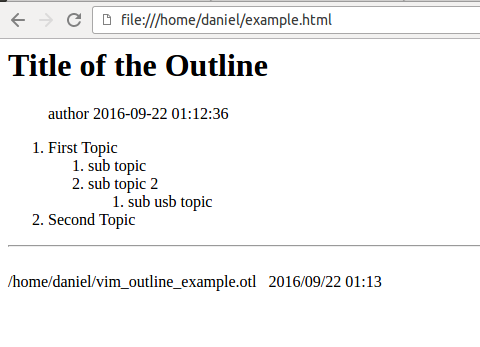 file:///home/daniel/example.html
Title of the Outline
author 2016-09-22 01:12:36
1. First Topic
1. sub topic
2. sub topic 2
1. sub usb topic
2. Second Topic
/home/daniel/vim_outline_example.otl   2016/09/22 01:13